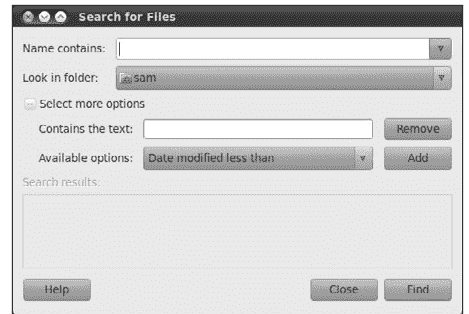 Search for Files
Name contains:
Look in folder: sam
Select more options
Contains the text: Remove
Available options: Date modified less than Add
Search results:
Help Close Find